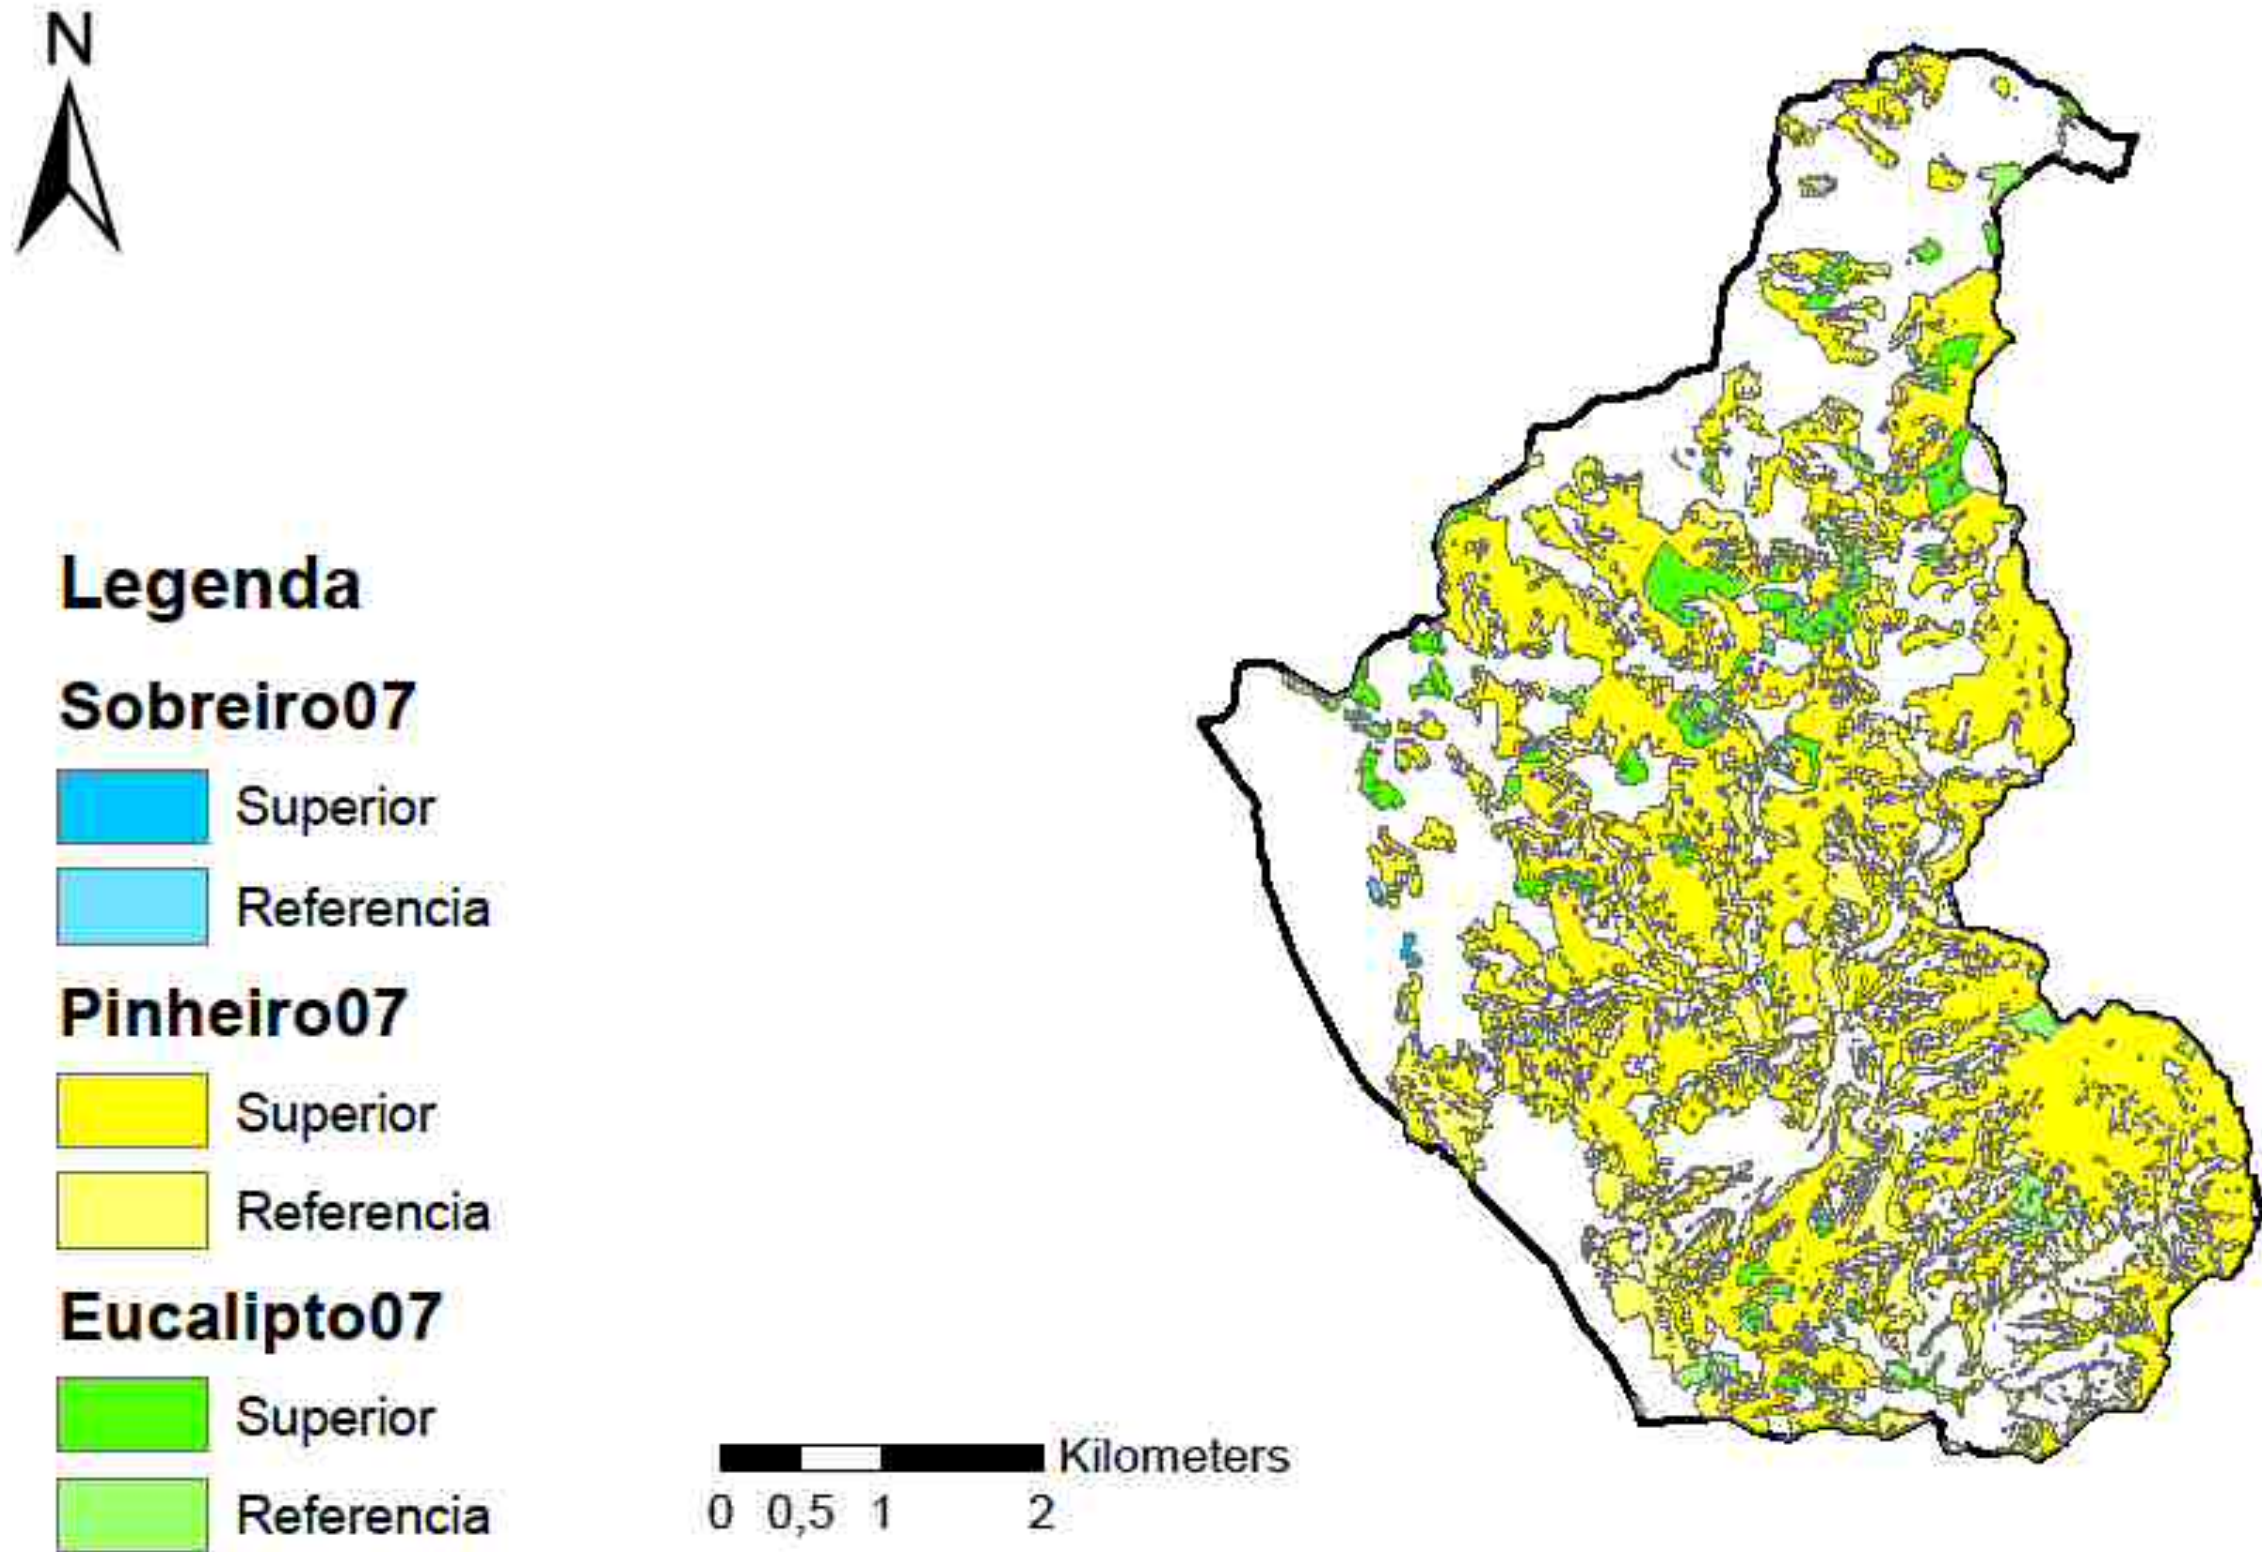 N
Legenda
Sobreiro07
Superior
Referencia
Pinheiro07
Superior
Referencia
Eucalipto07
Superior
Referencia
Kilometers
0 0,5 1 2